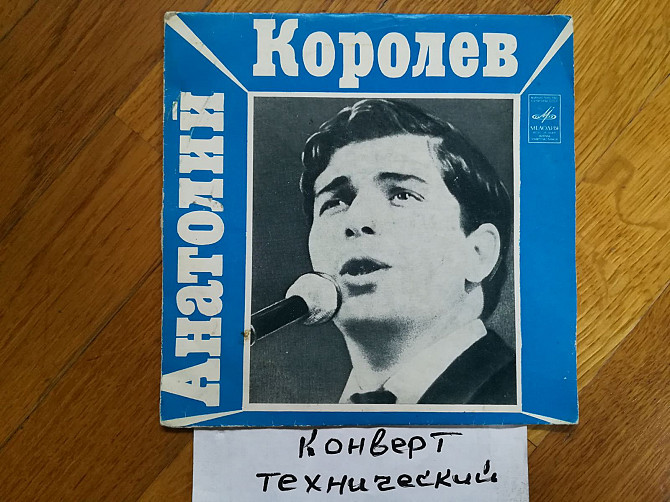 Анатолий
Королев
МЕЛОДИЯ
конверт
технический